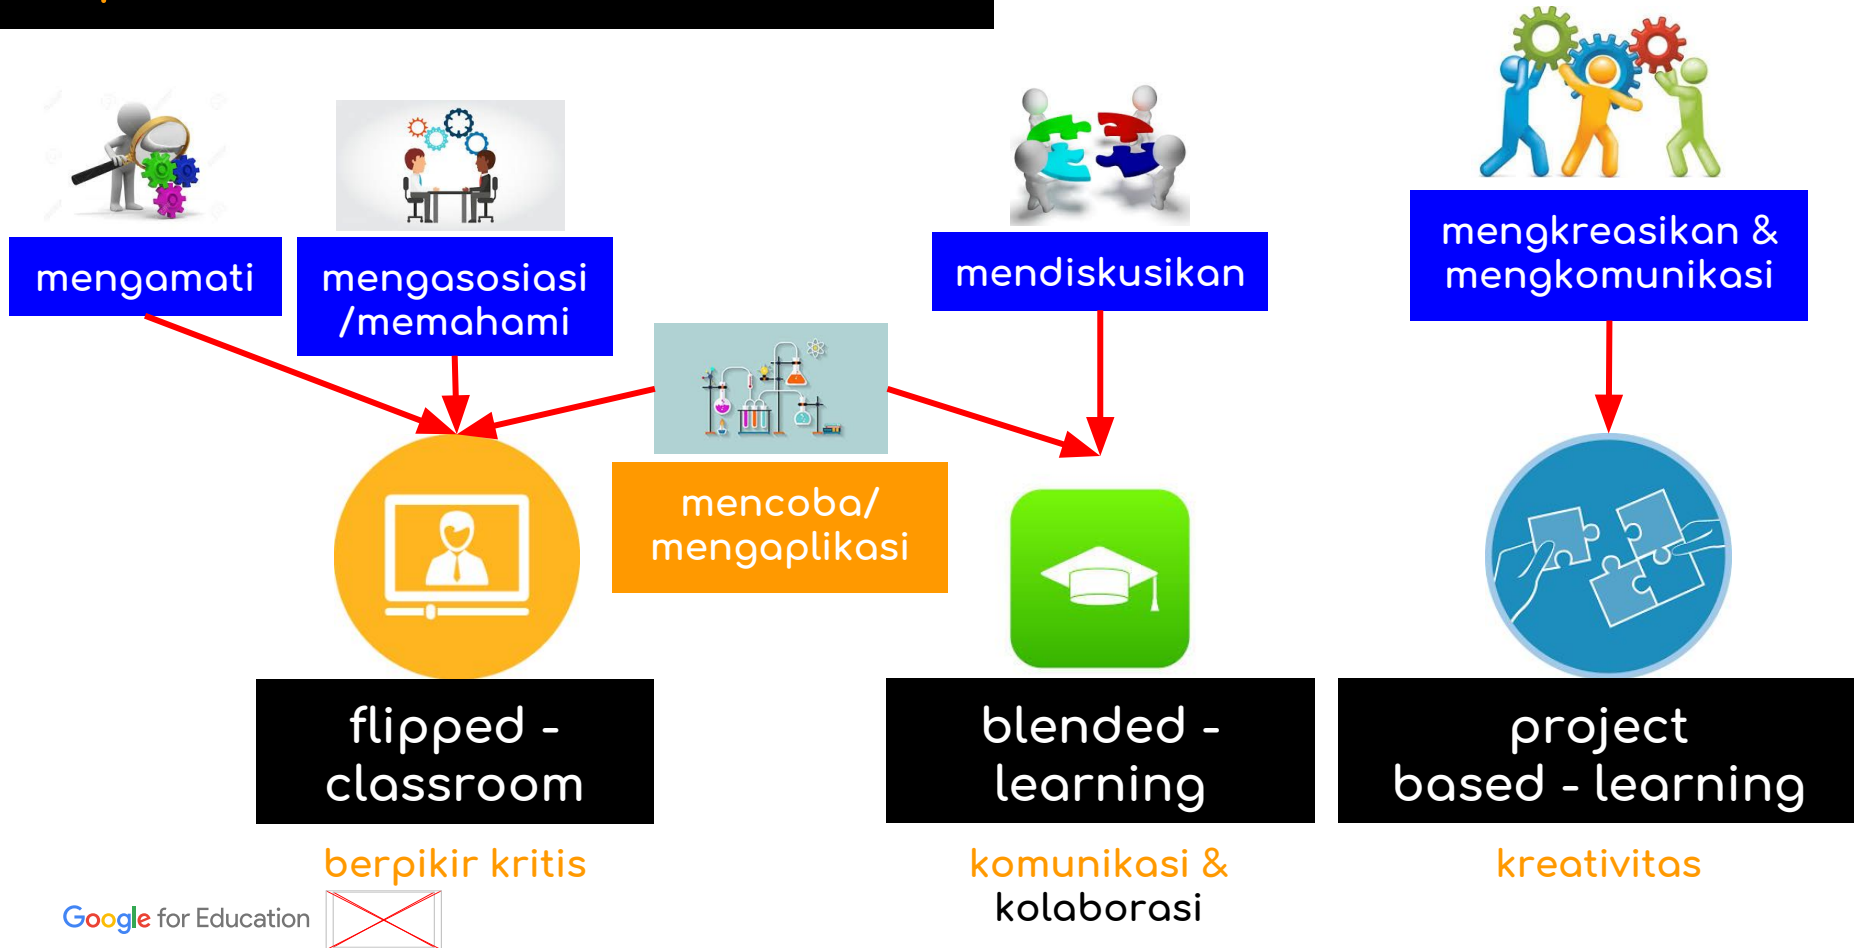 mengamati
mengasosiasi
/memahami
mendiskusikan
mengkreasikan &
mengkomunikasi
mencoba/
mengaplikasi
flipped -
classroom
blended -
learning
project
based - learning
berpikir kritis
komunikasi &
kolaborasi
kreativitas
Google for Education